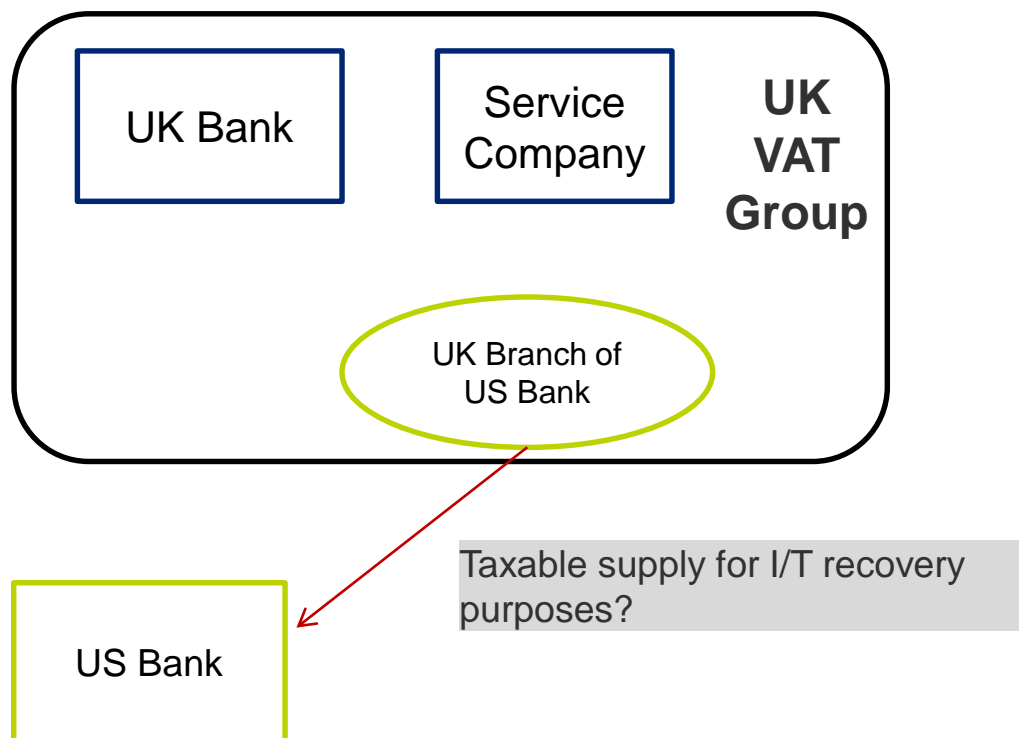 UK Bank
Service
Company
UK
VAT
Group
UK Branch of
US Bank
Taxable supply for I/T recovery
purposes?
US Bank